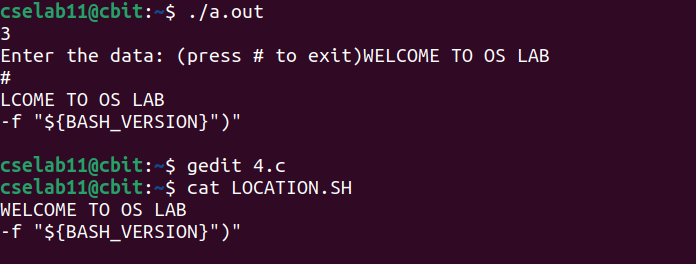 cselab11@cbit:~$ ./a.out
3
Enter the data: (press # to exit)WELCOME TO OS LAB
#
LCOME TO OS LAB
-f "${BASH_VERSION}")"

cselab11@cbit:~$ gedit 4.c
cselab11@cbit:~$ cat LOCATION.SH
WELCOME TO OS LAB
-f "${BASH_VERSION}")"